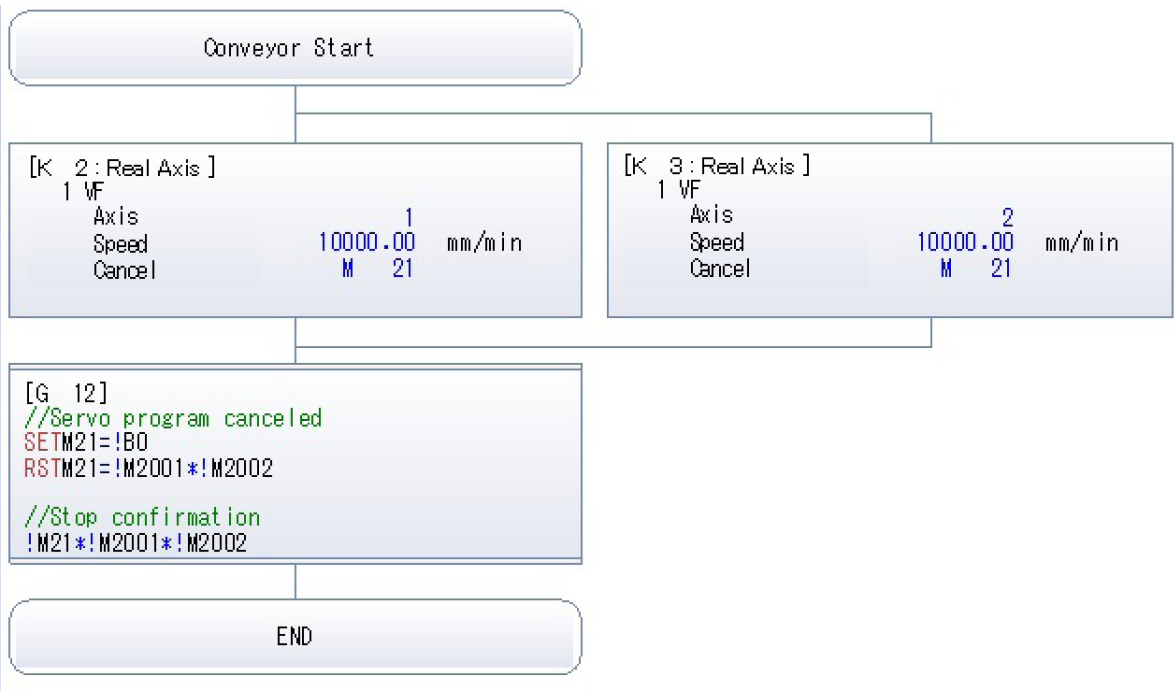 Conveyor Start
[K 2 : Real Axis ]
1 VF
Axis 1
Speed 10000.00 mm/min
Cancel M 21
[K 3 : Real Axis ]
1 VF
Axis 2
Speed 10000.00 mm/min
Cancel M 21
[G 12]
//Servo program canceled
SETM21=!B0
RSTM21=!M2001*!M2002
//Stop confirmation
!M21*!M2001*!M2002
END